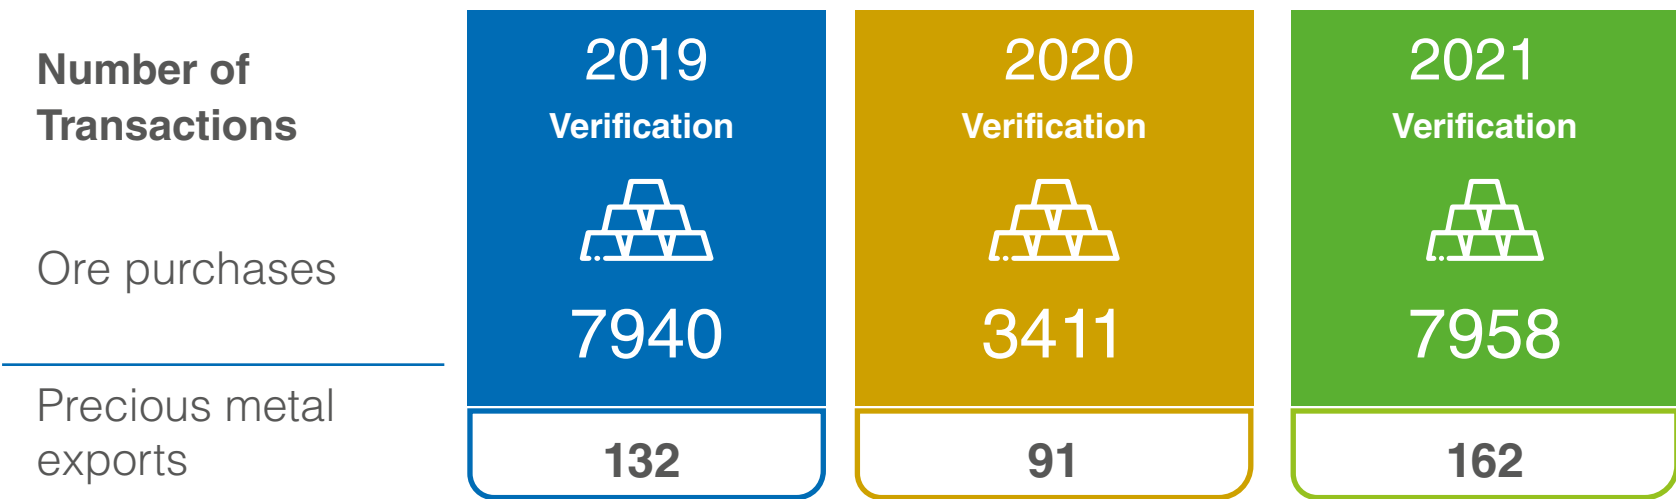 Number of
Transactions
2019
Verification
2020
Verification
2021
Verification
Ore purchases
7940
3411
7958
Precious metal
exports
132
91
162